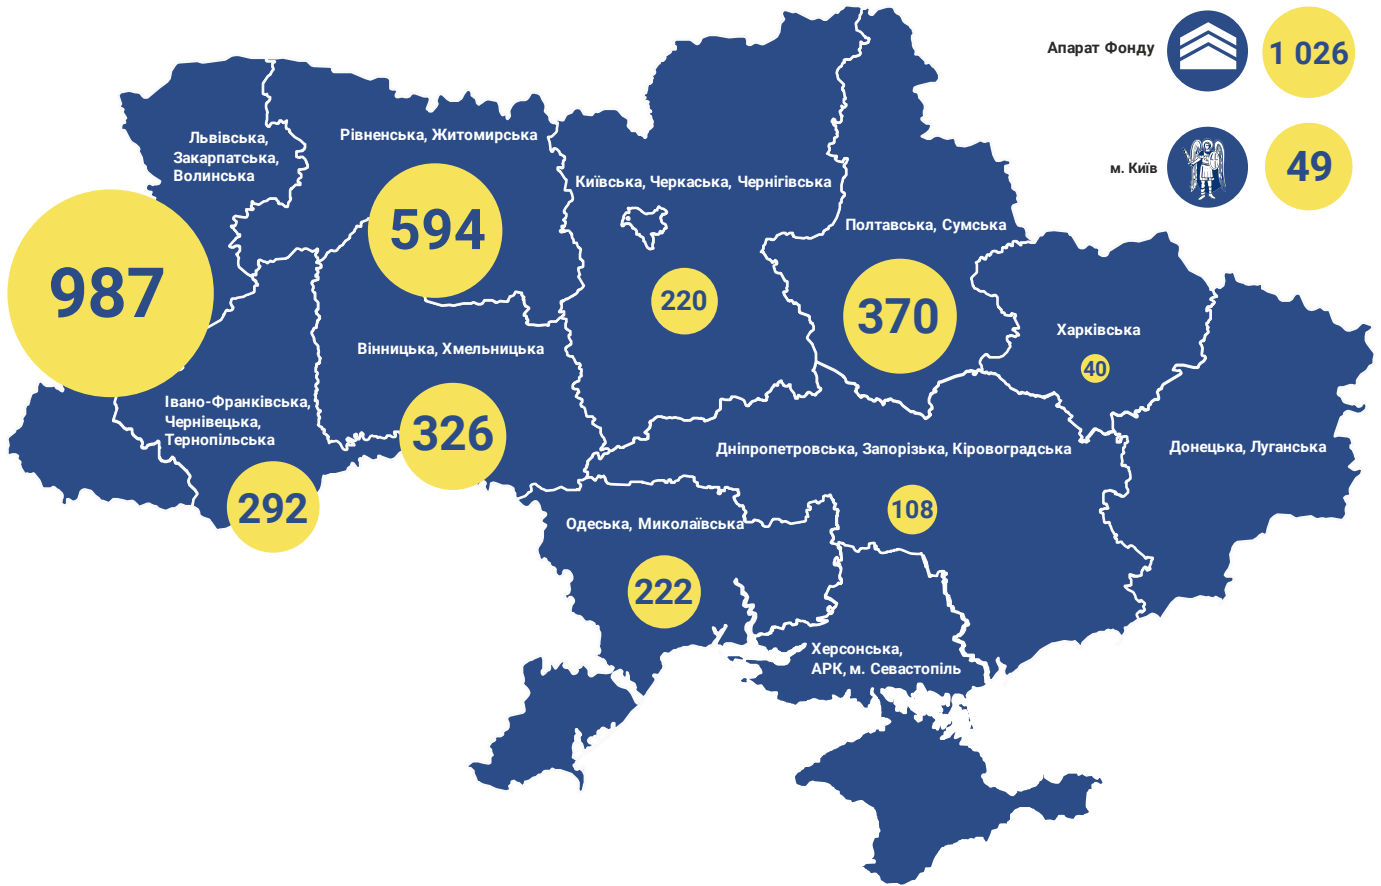 Апарат Фонду
1 026
м. Київ
49
Львівська,
Закарпатська,
Волинська
987
Рівненська, Житомирська
594
Київська, Черкаська, Чернігівська
220
Полтавська, Сумська
370
Харківська
40
Вінницька, Хмельницька
326
Івано-Франківська,
Чернівецька,
Тернопільська
292
Дніпропетровська, Запорізька, Кіровоградська
108
Донецька, Луганська
Одеська, Миколаївська
222
Херсонська,
АРК, м. Севастопіль